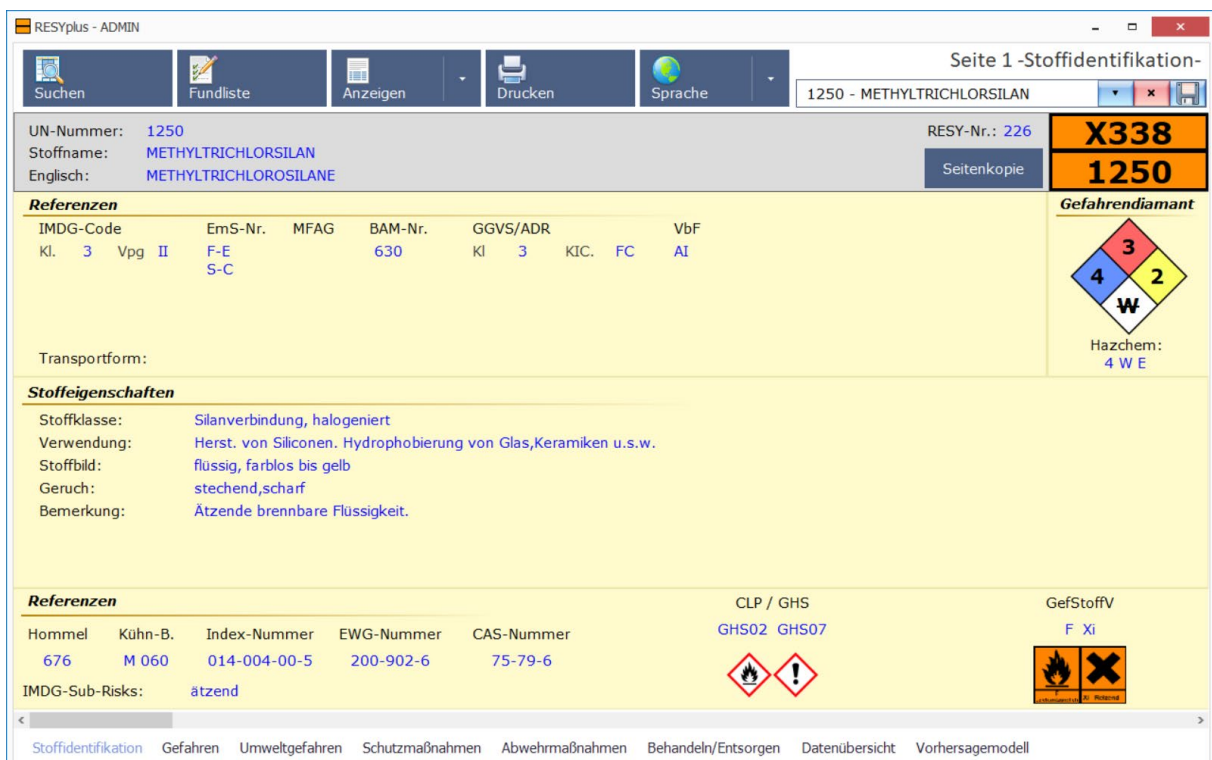 RESYplus - ADMIN
Seite 1 -Stoffidentifikation-
Suchen Fundliste Anzeigen Drucken Sprache 1250 - METHYLTRICHLORSILAN
UN-Nummer: 1250 RESY-Nr.: 226 X338
Stoffname: METHYLTRICHLORSILAN
Englisch: METHYLTRICHLOROSILANE Seitenkopie 1250
Referenzen Gefahrendiamant
IMDG-Code EmS-Nr. MFAG BAM-Nr. GGVS/ADR VbF
Kl. 3 Vpg II F-E 630 Kl 3 KlC. FC AI
S-C
3
4 2
W
Hazchem:
Transportform: 4 W E
Stoffeigenschaften
Stoffklasse: Silanverbindung, halogeniert
Verwendung: Herst. von Siliconen. Hydrophobierung von Glas,Keramiken u.s.w.
Stoffbild: flüssig, farblos bis gelb
Geruch: stechend,scharf
Bemerkung: Ätzende brennbare Flüssigkeit.
Referenzen CLP / GHS GefStoffV
Hommel Kühn-B. Index-Nummer EWG-Nummer CAS-Nummer GHS02 GHS07 F Xi
676 M 060 014-004-00-5 200-902-6 75-79-6
IMDG-Sub-Risks: ätzend
F
Xi Reizend
Stoffidentifikation Gefahren Umweltgefahren Schutzmaßnahmen Abwehrmaßnahmen Behandeln/Entsorgen Datenübersicht Vorhersagemodell